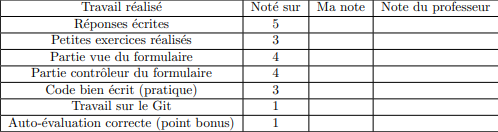 Travail réalisé Noté sur Ma note Note du professeur
Réponses écrites 5
Petites exercices réalisés 3
Partie vue du formulaire 4
Partie contrôleur du formulaire 4
Code bien écrit (pratique) 3
Travail sur le Git 1
Auto-évaluation correcte (point bonus) 1